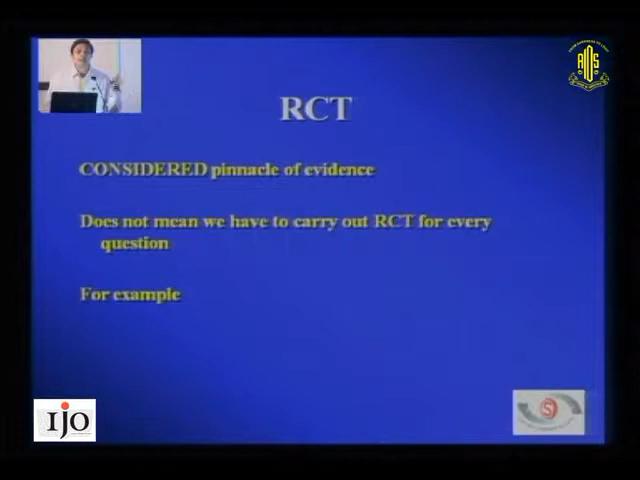 RCT
CONSIDERED pinnacle of evidence
Does not mean we have to carry out RCT for every
question
For example
IJO
AIOS
S